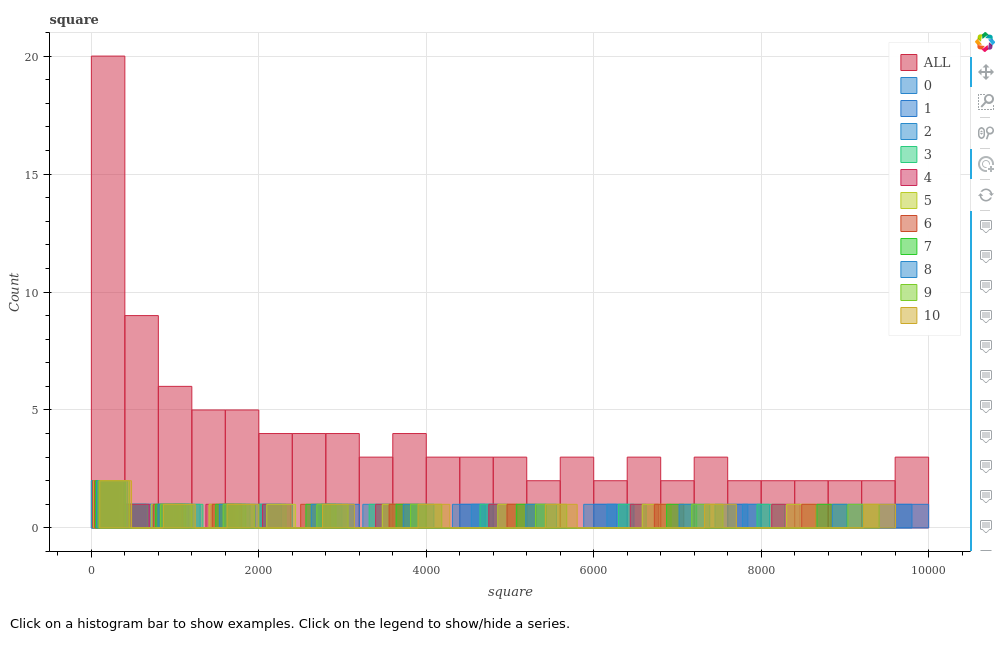 square
20
15
10
5
0
Count
0 2000 4000 6000 8000 10000
square
ALL
0
1
2
3
4
5
6
7
8
9
10
Click on a histogram bar to show examples. Click on the legend to show/hide a series.